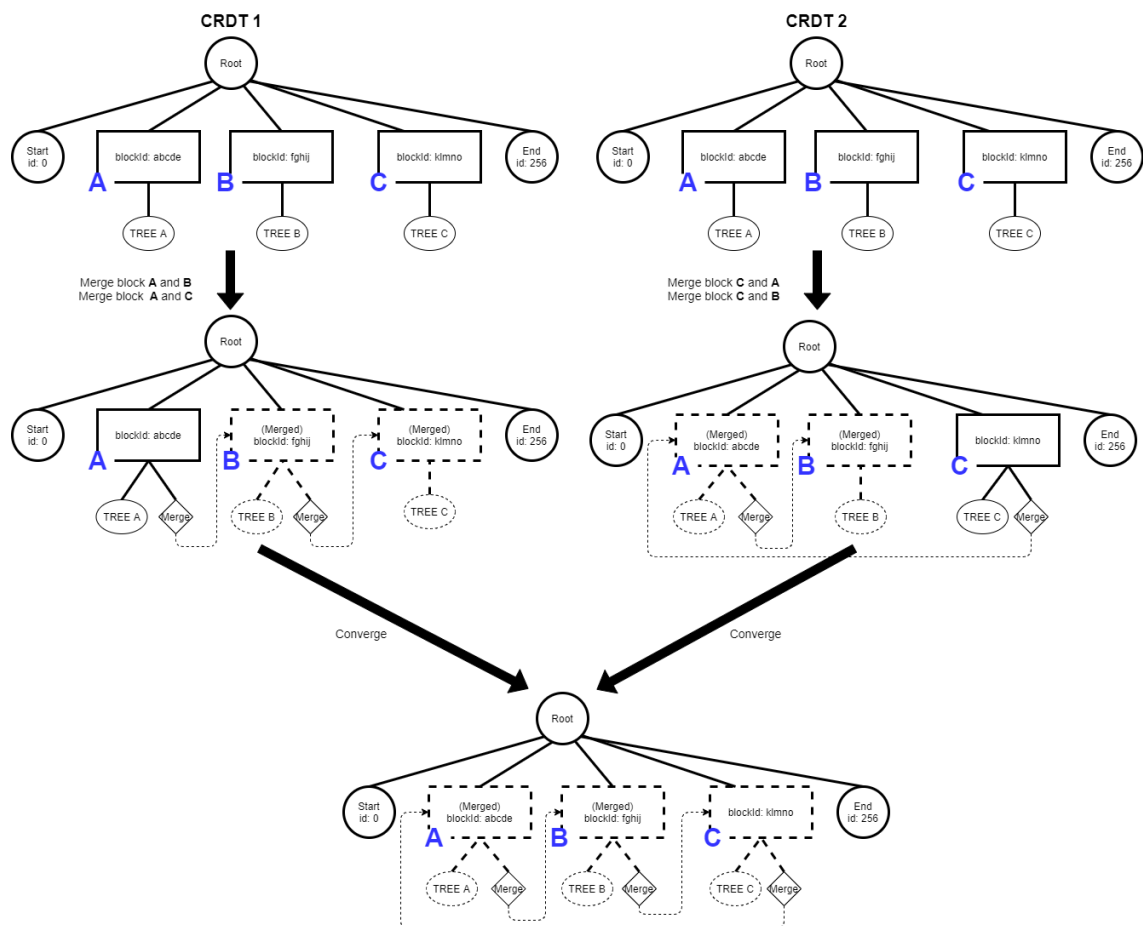 CRDT 1
CRDT 2
Root
Root
Start
id: 0
blockId: abcde
blockId: fghij
blockId: klmno
End
id: 256
Start
id: 0
blockId: abcde
blockId: fghij
blockId: klmno
End
id: 256
A
B
C
A
B
C
TREE A
TREE B
TREE C
TREE A
TREE B
TREE C
Merge block A and B
Merge block A and C
Merge block C and A
Merge block C and B
Root
Root
Start
id: 0
blockId: abcde
(Merged)
blockId: fghij
(Merged)
blockId: klmno
End
id: 256
Start
id: 0
(Merged)
blockId: abcde
(Merged)
blockId: fghij
blockId: klmno
End
id: 256
A
B
C
A
B
C
TREE A
Merge
TREE B
Merge
TREE C
TREE A
Merge
TREE B
TREE C
Merge
Converge
Converge
Root
Start
id: 0
(Merged)
blockId: abcde
(Merged)
blockId: fghij
blockId: klmno
End
id: 256
A
B
C
TREE A
Merge
TREE B
Merge
TREE C
Merge